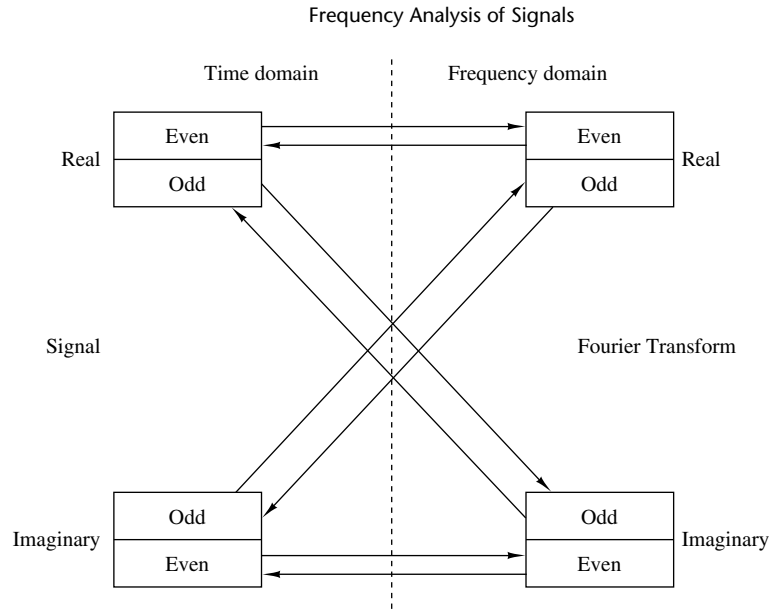 Frequency Analysis of Signals
Time domain
Frequency domain
Even
Even
Real
Real
Odd
Odd
Signal
Fourier Transform
Odd
Odd
Imaginary
Imaginary
Even
Even